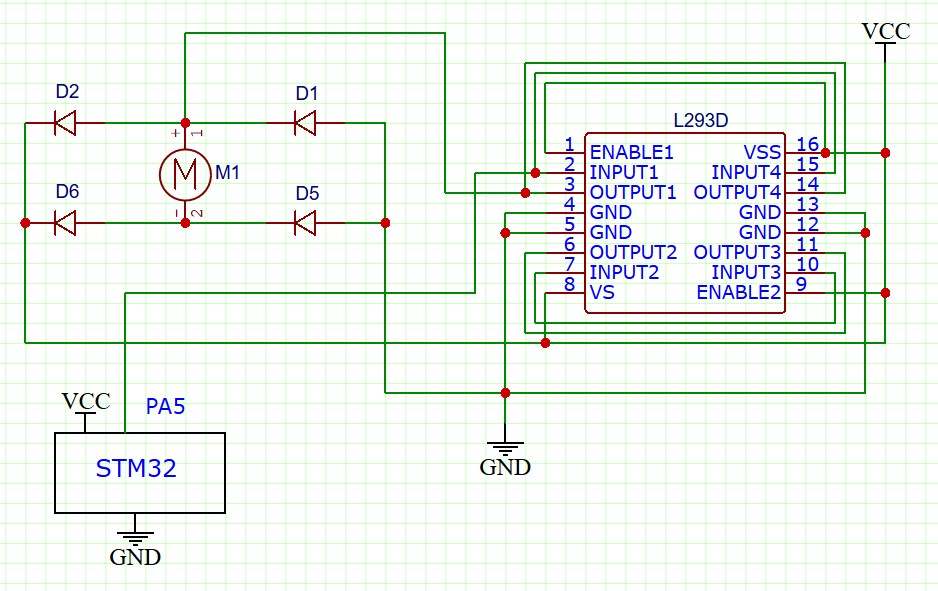 VCC
D2
D1
L293D
+ 1
M
M1
D6
D5
- 2
1 ENABLE1 VSS 16
2 INPUT1 INPUT4 15
3 OUTPUT1 OUTPUT4 14
4 GND GND 13
5 GND GND 12
6 OUTPUT2 OUTPUT3 11
7 INPUT2 INPUT3 10
8 VS ENABLE2 9
VCC
PA5
STM32
GND
GND